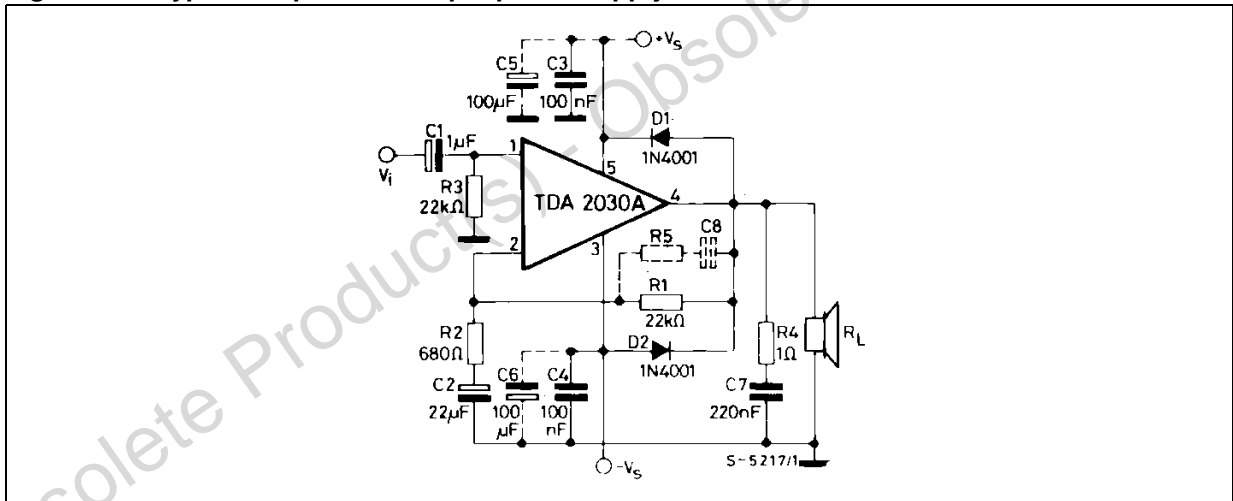 +Vs
C5
C3
100µF
100 nF
D1
1N4001
C1
1µF
Vi
1
5
R3
22kΩ
TDA 2030A
4
2
3
R5
C8
R1
22kΩ
R2
680Ω
D2
1N4001
R4
1Ω
RL
C2
22µF
C6
100
µF
C4
100
nF
C7
220nF
S-5217/1
-Vs
solete Product(s) - Obsole